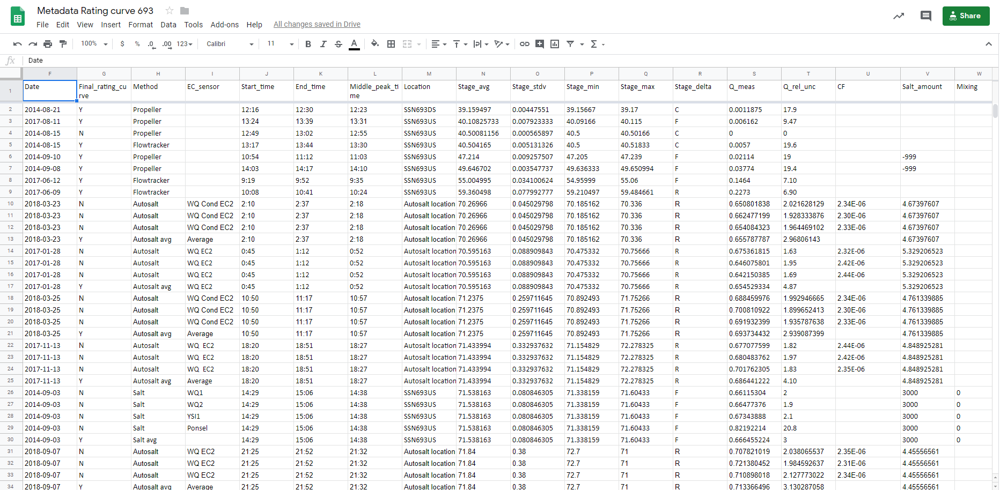 Metadata Rating curve 693
File Edit View Insert Format Data Tools Add-ons Help All changes saved in Drive
Share
100% $ % .0 .00 123 Calibri 11 B I S A Σ
fx Date
F G H I J K L M N O P Q R S T U V W
1 Date Final_rating_cu Method EC_sensor Start_time End_time Middle_peak_ti Location Stage_avg Stage_stdv Stage_min Stage_max Stage_delta Q_meas Q_rel_unc CF Salt_amount Mixing
rve me
2 2014-08-21 Y Propeller 12:16 12:30 12:23 SSN693DS 39.159497 0.00447551 39.15667 39.17 C 0.0011875 17.9
3 2017-08-11 Y Propeller 13:24 13:39 13:31 SSN693US 40.10825733 0.007923333 40.09166 40.115 F 0.006162 9.47
4 2014-08-15 N Propeller 12:49 13:02 12:55 SSN693US 40.50081156 0.000565897 40.5 40.50166 C 0 0
5 2014-08-15 Y Flowtracker 13:17 13:44 13:30 SSN693US 40.504165 0.005131326 40.5 40.51833 C 0.0057 19.6
6 2014-09-10 Y Propeller 10:54 11:12 11:03 SSN693US 47.214 0.009257507 47.205 47.239 F 0.02114 19 -999
7 2014-09-08 Y Propeller 14:03 14:17 14:10 SSN693US 49.646702 0.003547737 49.636333 49.650994 F 0.03774 19.4 -999
8 2017-06-12 Y Flowtracker 9:19 9:52 9:35 SSN693US 55.004995 0.034100624 54.95999 55.06 F 0.1464 7.10
9 2017-06-09 Y Flowtracker 10:08 10:41 10:24 SSN693US 59.360498 0.077992777 59.210497 59.484661 R 0.2273 6.90
10 2018-03-23 N Autosalt WQ Cond EC2 2:10 2:37 2:18 Autosalt location 70.26966 0.045029798 70.185162 70.336 R 0.650801838 2.021628129 2.34E-06 4.67397607
11 2018-03-23 N Autosalt WQ Cond EC2 2:10 2:37 2:18 Autosalt location 70.26966 0.045029798 70.185162 70.336 R 0.662477199 1.928333876 2.30E-06 4.67397607
12 2018-03-23 N Autosalt WQ Cond EC2 2:10 2:37 2:18 Autosalt location 70.26966 0.045029798 70.185162 70.336 R 0.654084323 1.964469102 2.33E-06 4.67397607
13 2018-03-23 Y Autosalt avg Average 2:10 2:37 2:18 Autosalt location 70.26966 0.045029798 70.185162 70.336 R 0.655787787 2.96806143 4.67397607
14 2017-01-28 N Autosalt WQ EC2 0:45 1:12 0:52 Autosalt location 70.595163 0.088909843 70.475332 70.75666 R 0.675361815 1.63 2.32E-06 5.329206523
15 2017-01-28 N Autosalt WQ EC2 0:45 1:12 0:52 Autosalt location 70.595163 0.088909843 70.475332 70.75666 R 0.646075801 1.95 2.42E-06 5.329206523
16 2017-01-28 N Autosalt WQ EC2 0:45 1:12 0:52 Autosalt location 70.595163 0.088909843 70.475332 70.75666 R 0.642150385 1.69 2.44E-06 5.329206523
17 2017-01-28 Y Autosalt avg WQ EC2 0:45 1:12 0:52 Autosalt location 70.595163 0.088909843 70.475332 70.75666 R 0.654529334 4.87 5.329206523
18 2018-03-25 N Autosalt WQ Cond EC2 10:50 11:17 10:57 Autosalt location 71.2375 0.259711645 70.892493 71.75266 R 0.688459976 1.992946665 2.34E-06 4.761339885
19 2018-03-25 N Autosalt WQ Cond EC2 10:50 11:17 10:57 Autosalt location 71.2375 0.259711645 70.892493 71.75266 R 0.700810922 1.899652413 2.30E-06 4.761339885
20 2018-03-25 N Autosalt WQ Cond EC2 10:50 11:17 10:57 Autosalt location 71.2375 0.259711645 70.892493 71.75266 R 0.691932399 1.935787638 2.33E-06 4.761339885
21 2018-03-25 Y Autosalt avg Average 10:50 11:17 10:57 Autosalt location 71.2375 0.259711645 70.892493 71.75266 R 0.693734432 2.939087399 4.761339885
22 2017-11-13 N Autosalt WQ EC2 18:20 18:51 18:27 Autosalt location 71.433994 0.332937632 71.154829 72.278325 R 0.677077599 1.82 2.44E-06 4.848925281
23 2017-11-13 N Autosalt WQ EC2 18:20 18:51 18:27 Autosalt location 71.433994 0.332937632 71.154829 72.278325 R 0.680483762 1.97 2.42E-06 4.848925281
24 2017-11-13 N Autosalt WQ EC2 18:20 18:51 18:27 Autosalt location 71.433994 0.332937632 71.154829 72.278325 R 0.701762305 1.83 2.35E-06 4.848925281
25 2017-11-13 Y Autosalt avg Average 18:20 18:51 18:27 Autosalt location 71.433994 0.332937632 71.154829 72.278325 R 0.686441222 4.10 4.848925281
26 2014-09-03 N Salt WQ1 14:29 15:06 14:38 SSN693US 71.538163 0.080846305 71.338159 71.60433 F 0.66115304 2 3000 0
27 2014-09-03 N Salt WQ2 14:29 15:06 14:38 SSN693US 71.538163 0.080846305 71.338159 71.60433 F 0.66477376 1.9 3000 0
28 2014-09-03 N Salt YSI1 14:29 15:06 14:38 SSN693US 71.538163 0.080846305 71.338159 71.60433 F 0.67343888 2.1 3000 0
29 2014-09-03 N Salt Ponsel 14:29 15:06 14:38 SSN693US 71.538163 0.080846305 71.338159 71.60433 F 0.82192214 20.8 3000 0
30 2014-09-03 Y Salt avg 14:29 15:06 14:38 SSN693US 71.538163 0.080846305 71.338159 71.60433 F 0.666455224 3 3000 0
31 2018-09-07 N Autosalt WQ EC2 21:25 21:52 21:32 Autosalt location 71.84 0.38 72.7 71 R 0.707821019 2.038065537 2.35E-06 4.45556561
32 2018-09-07 N Autosalt WQ EC2 21:25 21:52 21:32 Autosalt location 71.84 0.38 72.7 71 R 0.721380452 1.984592637 2.31E-06 4.45556561
33 2018-09-07 N Autosalt WQ EC2 21:25 21:52 21:32 Autosalt location 71.84 0.38 72.7 71 R 0.710898018 2.127773022 2.34E-06 4.45556561
34 2018-09-07 Y Autosalt avg Average 21:25 21:52 21:32 Autosalt location 71.84 0.38 72.7 71 R 0.713366496 3.130287058 4.45556561